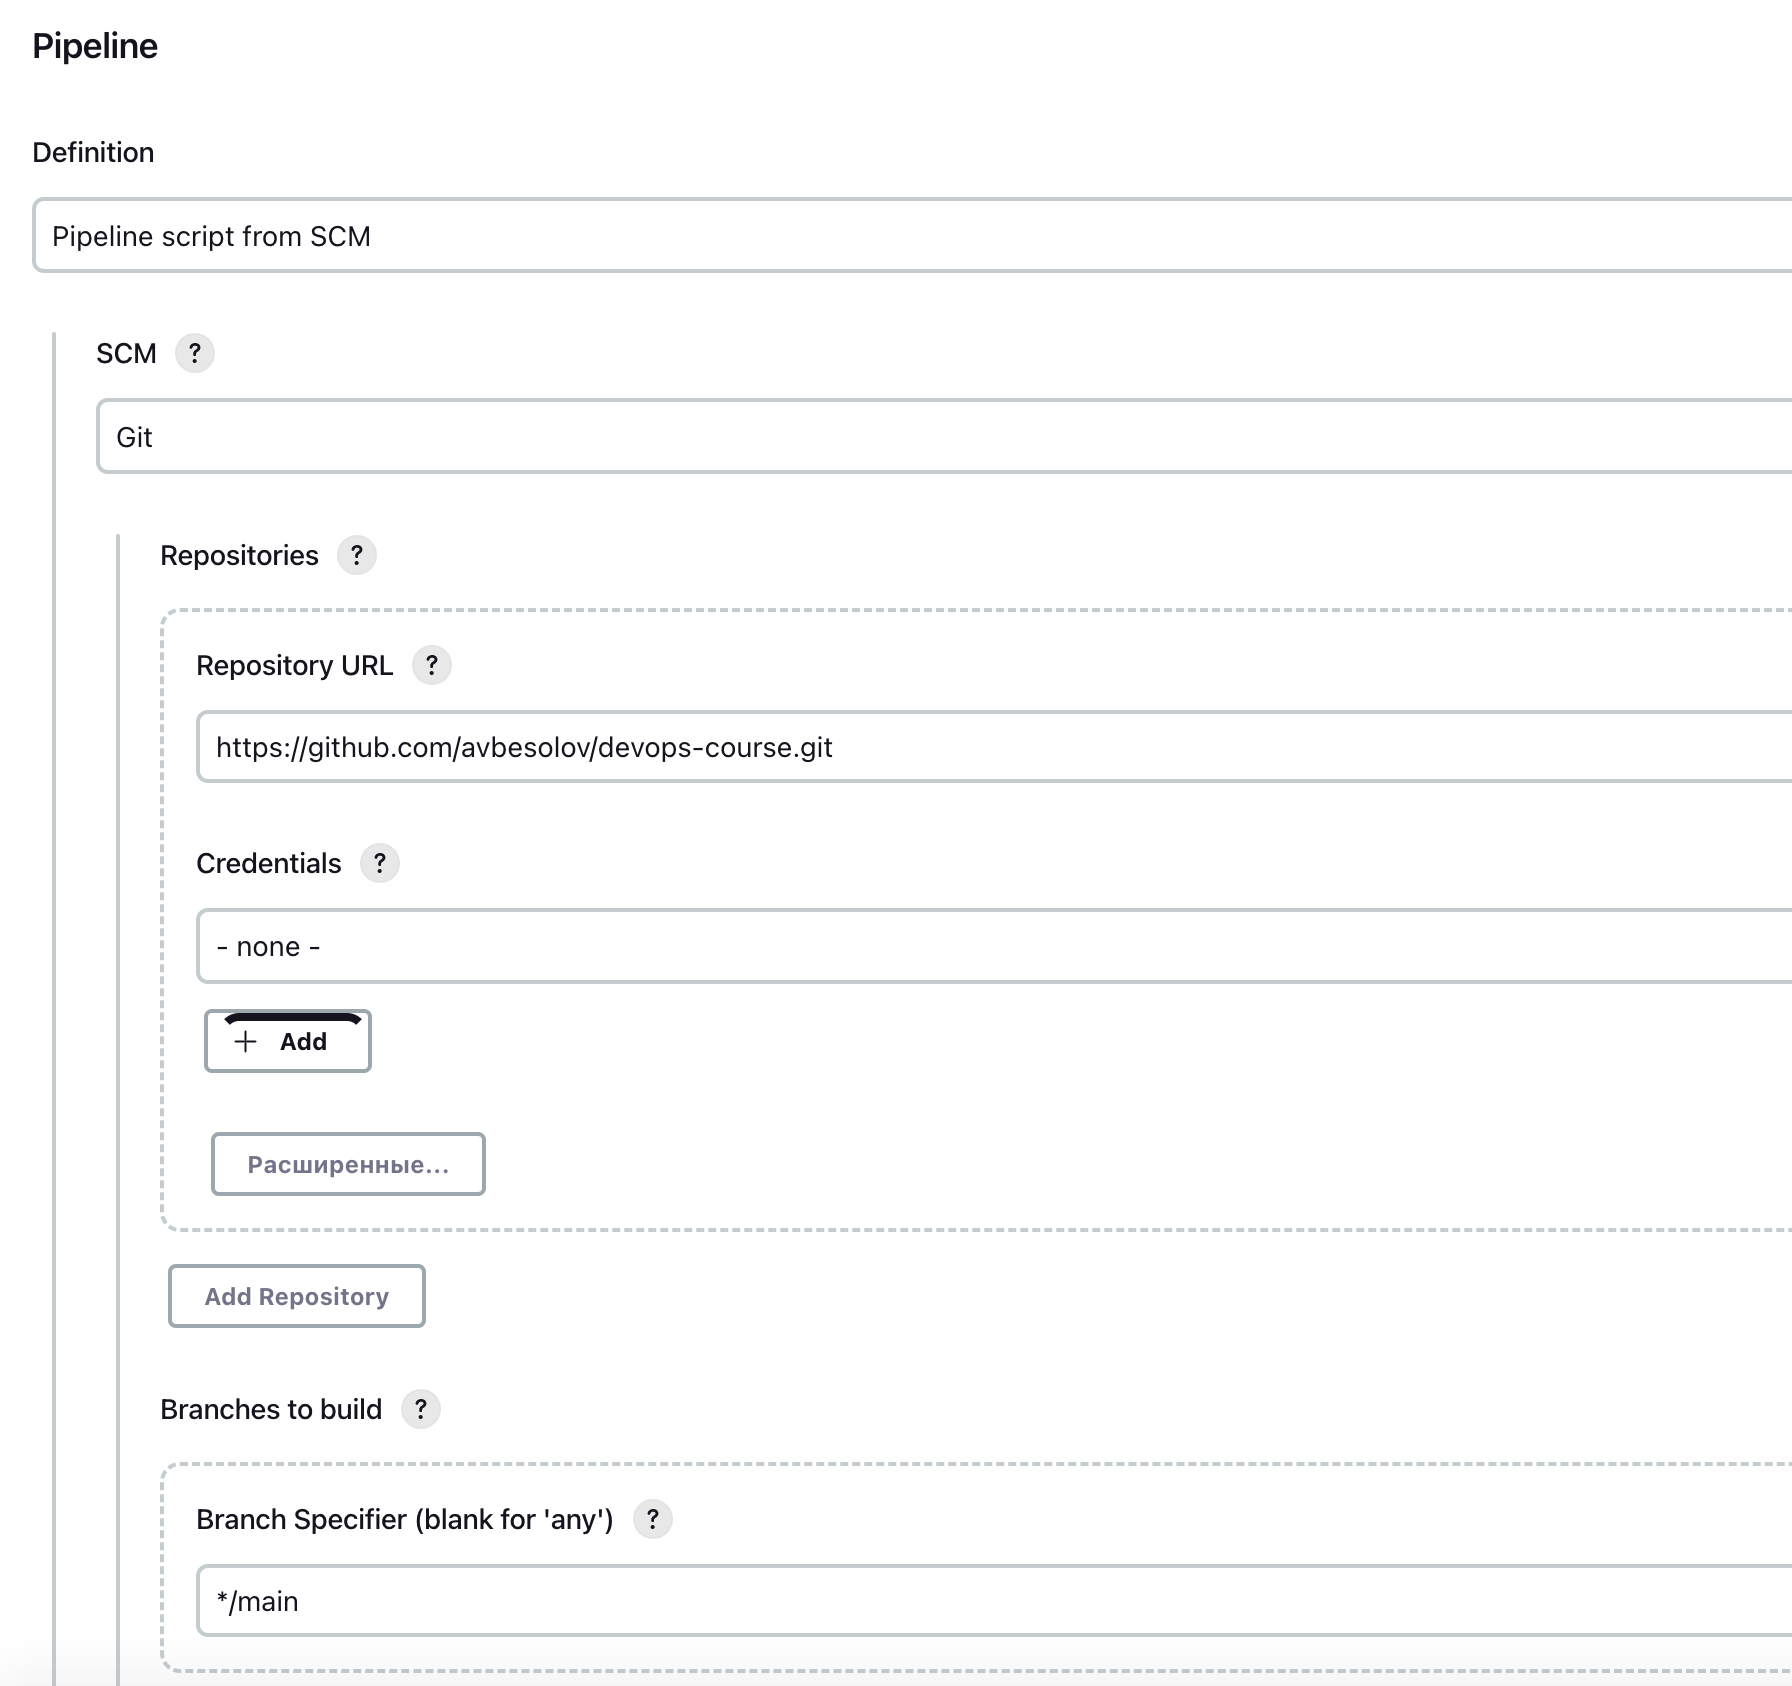 Pipeline
Definition
Pipeline script from SCM
SCM ?
Git
Repositories ?
Repository URL ?
https://github.com/avbesolov/devops-course.git
Credentials ?
- none -
+ Add
Расширенные...
Add Repository
Branches to build ?
Branch Specifier (blank for 'any') ?
*/main